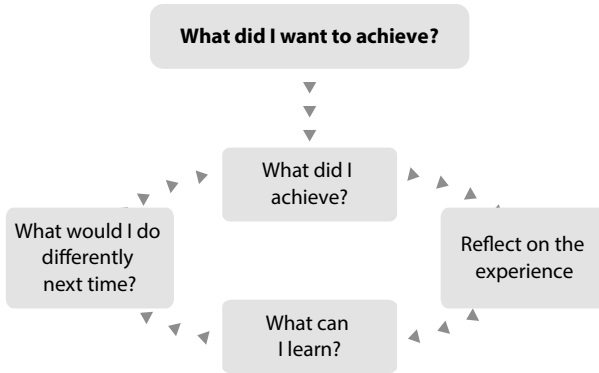 What did I want to achieve?
What did I
achieve?
What would I do
differently
next time?
Reflect on the
experience
What can
I learn?